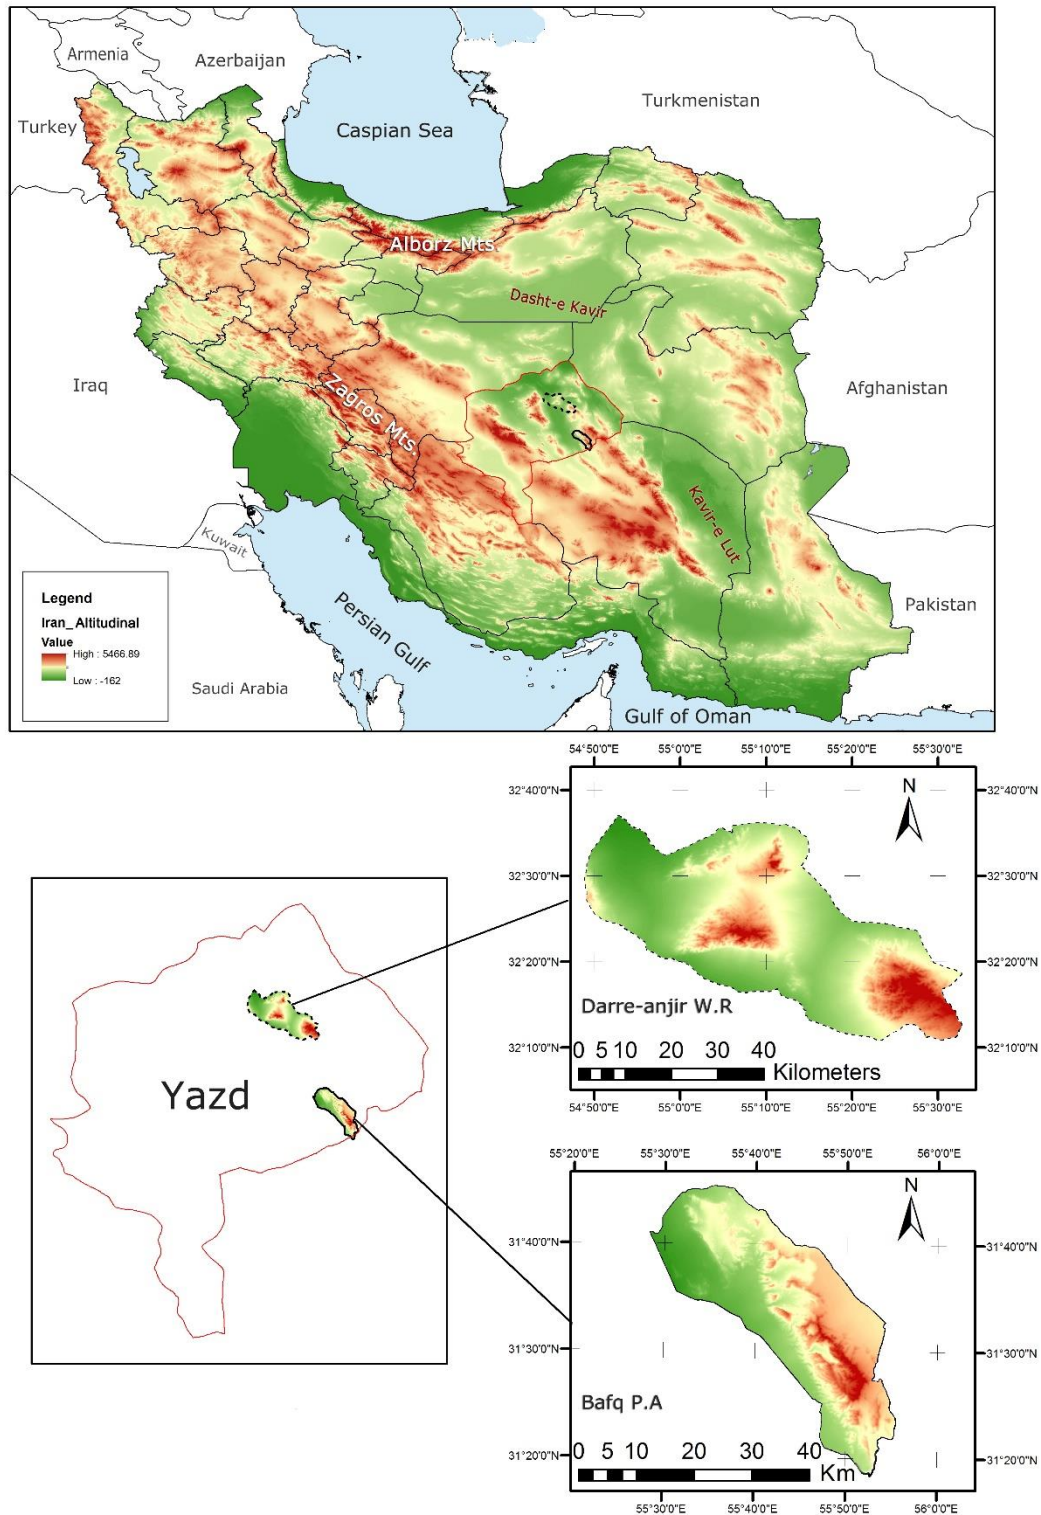 Armenia
Azerbaijan
Turkmenistan
Turkey
Caspian Sea
Alborz Mts.
Dasht-e Kavir
Iraq
Zagros Mts.
Afghanistan
Kavir-e Lut
Kuwait
Legend
Iran_Altitudinal
Value
High : 5466.89
Low : -162
Persian Gulf
Pakistan
Saudi Arabia
Gulf of Oman
54°50'0"E 55°0'0"E 55°10'0"E 55°20'0"E 55°30'0"E
N
32°40'0"N 32°40'0"N
32°30'0"N 32°30'0"N
32°20'0"N 32°20'0"N
Darre-anjir W.R
32°10'0"N 32°10'0"N
0 5 10 20 30 40
Kilometers
54°50'0"E 55°0'0"E 55°10'0"E 55°20'0"E 55°30'0"E
Yazd
55°20'0"E 55°30'0"E 55°40'0"E 55°50'0"E 56°0'0"E
N
31°40'0"N 31°40'0"N
31°30'0"N 31°30'0"N
Bafq P.A
31°20'0"N 31°20'0"N
0 5 10 20 30 40
Km
55°30'0"E 55°40'0"E 55°50'0"E 56°0'0"E